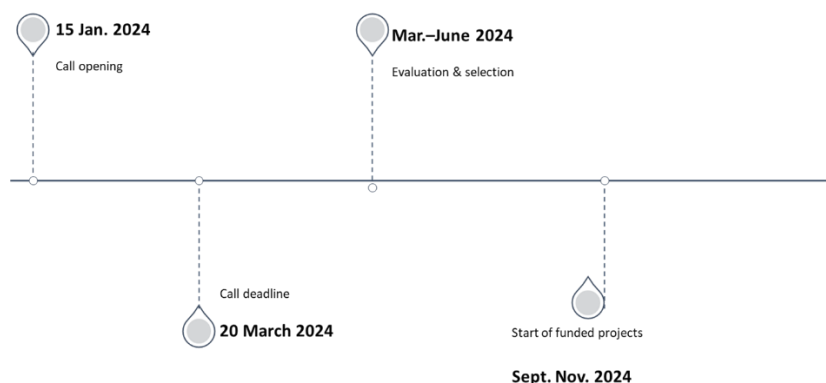 15 Jan. 2024
Call opening
Mar.–June 2024
Evaluation & selection
Call deadline
20 March 2024
Start of funded projects
Sept. Nov. 2024